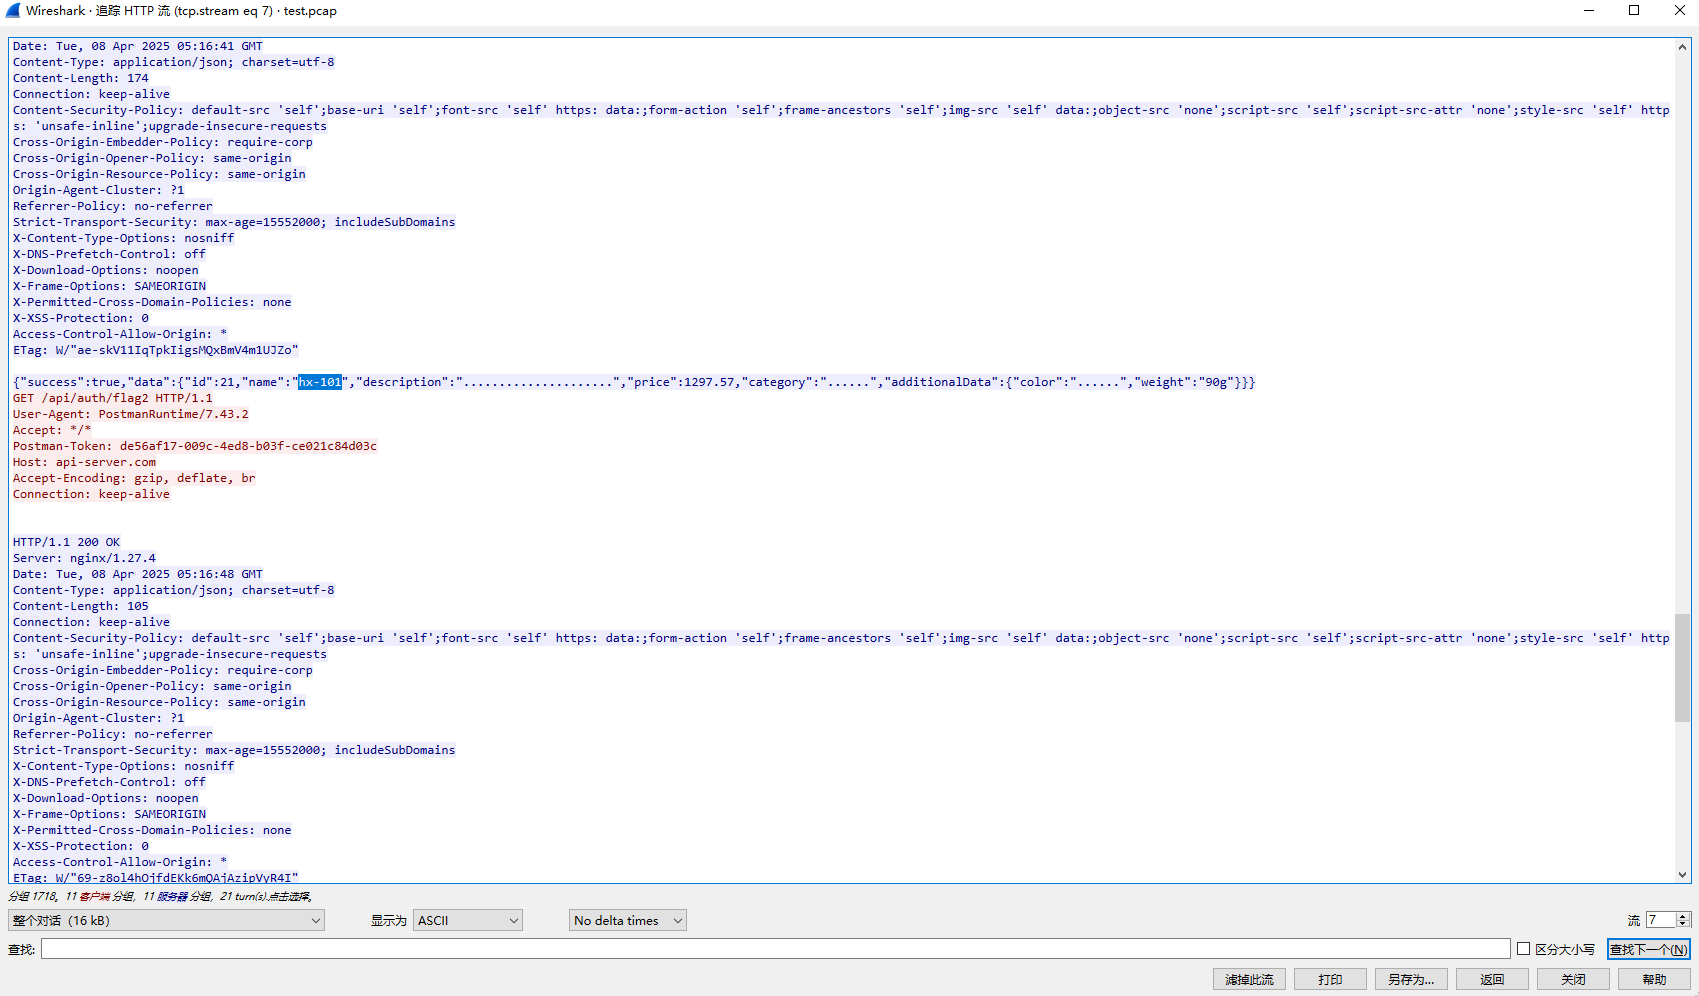 Wireshark · 追踪 HTTP 流 (tcp.stream eq 7) · test.pcap
Date: Tue, 08 Apr 2025 05:16:41 GMT
Content-Type: application/json; charset=utf-8
Content-Length: 174
Connection: keep-alive
Content-Security-Policy: default-src 'self';base-uri 'self';font-src 'self' https: data:;form-action 'self';frame-ancestors 'self';img-src 'self' data:;object-src 'none';script-src 'self';script-src-attr 'none';style-src 'self' http
s: 'unsafe-inline';upgrade-insecure-requests
Cross-Origin-Embedder-Policy: require-corp
Cross-Origin-Opener-Policy: same-origin
Cross-Origin-Resource-Policy: same-origin
Origin-Agent-Cluster: ?1
Referrer-Policy: no-referrer
Strict-Transport-Security: max-age=15552000; includeSubDomains
X-Content-Type-Options: nosniff
X-DNS-Prefetch-Control: off
X-Download-Options: noopen
X-Frame-Options: SAMEORIGIN
X-Permitted-Cross-Domain-Policies: none
X-XSS-Protection: 0
Access-Control-Allow-Origin: *
ETag: W/"ae-skV11IqTpkIigsMQxBmV4m1UJZo"
{"success":true,"data":{"id":21,"name":"hx-101","description":".....................","price":1297.57,"category":"......","additionalData":{"color":"......","weight":"90g"}}}
GET /api/auth/flag2 HTTP/1.1
User-Agent: PostmanRuntime/7.43.2
Accept: */*
Postman-Token: de56af17-009c-4ed8-b03f-ce021c84d03c
Host: api-server.com
Accept-Encoding: gzip, deflate, br
Connection: keep-alive
HTTP/1.1 200 OK
Server: nginx/1.27.4
Date: Tue, 08 Apr 2025 05:16:48 GMT
Content-Type: application/json; charset=utf-8
Content-Length: 105
Connection: keep-alive
Content-Security-Policy: default-src 'self';base-uri 'self';font-src 'self' https: data:;form-action 'self';frame-ancestors 'self';img-src 'self' data:;object-src 'none';script-src 'self';script-src-attr 'none';style-src 'self' http
s: 'unsafe-inline';upgrade-insecure-requests
Cross-Origin-Embedder-Policy: require-corp
Cross-Origin-Opener-Policy: same-origin
Cross-Origin-Resource-Policy: same-origin
Origin-Agent-Cluster: ?1
Referrer-Policy: no-referrer
Strict-Transport-Security: max-age=15552000; includeSubDomains
X-Content-Type-Options: nosniff
X-DNS-Prefetch-Control: off
X-Download-Options: noopen
X-Frame-Options: SAMEORIGIN
X-Permitted-Cross-Domain-Policies: none
X-XSS-Protection: 0
Access-Control-Allow-Origin: *
ETag: W/"69-z8ol4hOjfdEKk6mQAjAzipVyR4I"
分组 1718。11 客户端 分组，11 服务器 分组，21 turn(s).点击选择。
整个对话 (16 kB) 显示为 ASCII No delta times 流 7
查找: 区分大小写 查找下一个(N)
滤掉此流 打印 另存为… 返回 关闭 帮助